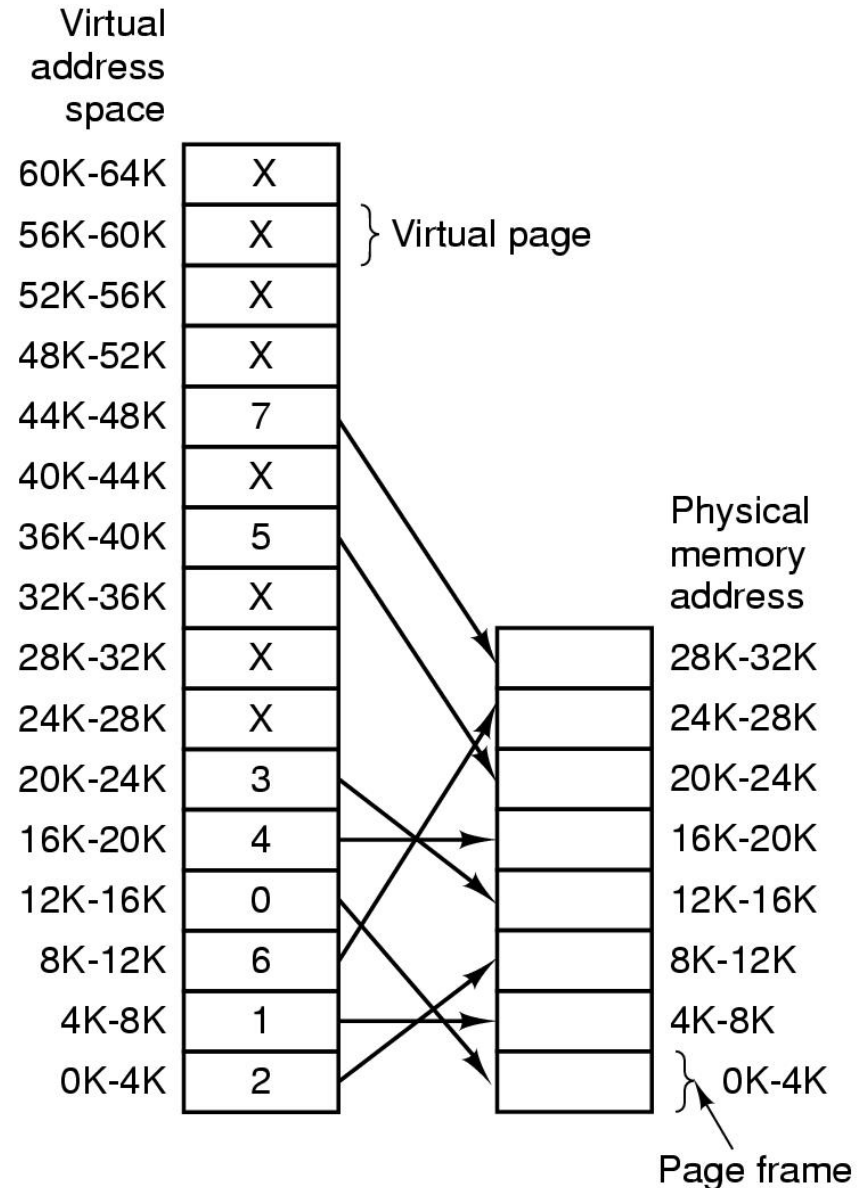 Virtual
address
space
60K-64K X
56K-60K X Virtual page
52K-56K X
48K-52K X
44K-48K 7
40K-44K X
36K-40K 5
32K-36K X
28K-32K X
24K-28K X
20K-24K 3
16K-20K 4
12K-16K 0
8K-12K 6
4K-8K 1
0K-4K 2
Physical
memory
address
28K-32K
24K-28K
20K-24K
16K-20K
12K-16K
8K-12K
4K-8K
0K-4K
Page frame